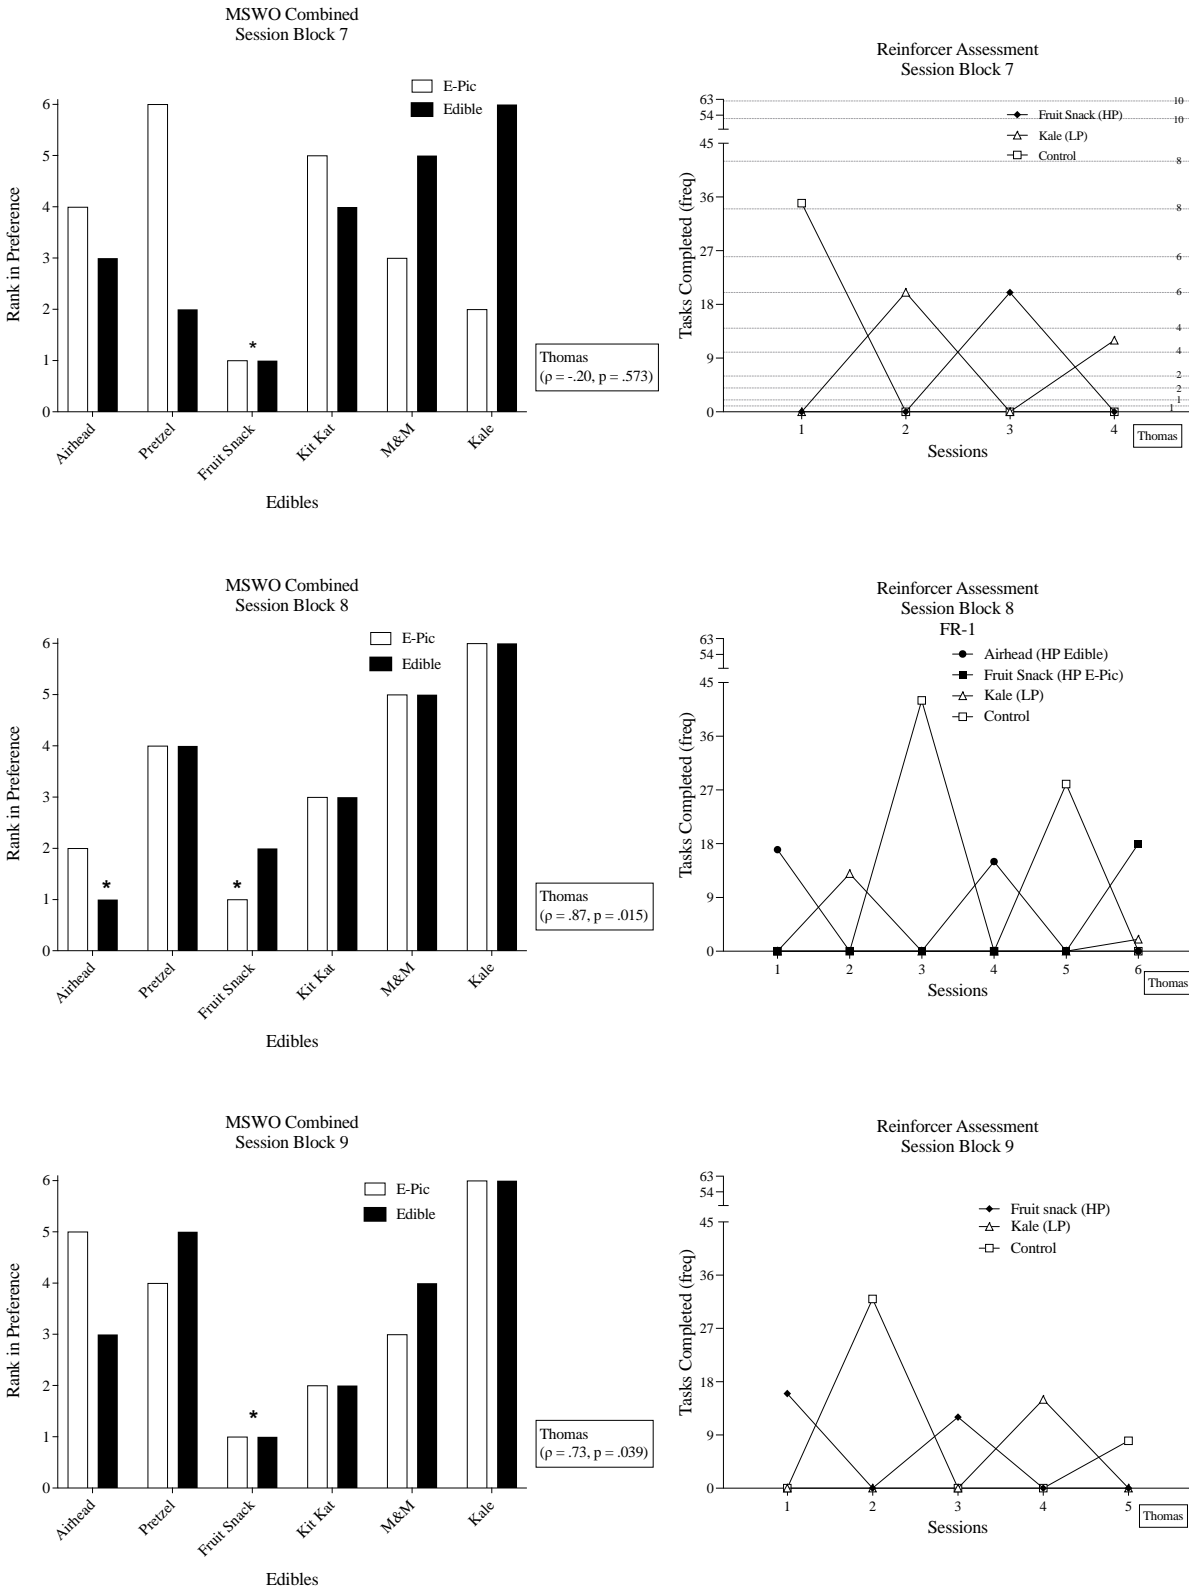 MSWO Combined
Session Block 7
E-Pic
Edible
Rank in Preference
6
5
4
3
2
1
0
*
Airhead
Pretzel
Fruit Snack
Kit Kat
M&M
Kale
Edibles
Thomas
(ρ = -.20, p = .573)
Reinforcer Assessment
Session Block 7
Fruit Snack (HP)
Kale (LP)
Control
Tasks Completed (freq)
63
54
45
36
27
18
9
0
10
10
8
8
6
6
4
4
2
2
1
1
1
2
3
4
Sessions
Thomas
MSWO Combined
Session Block 8
E-Pic
Edible
Rank in Preference
6
5
4
3
2
1
0
*
*
Airhead
Pretzel
Fruit Snack
Kit Kat
M&M
Kale
Edibles
Thomas
(ρ = .87, p = .015)
Reinforcer Assessment
Session Block 8
FR-1
Airhead (HP Edible)
Fruit Snack (HP E-Pic)
Kale (LP)
Control
Tasks Completed (freq)
63
54
45
36
27
18
9
0
1
2
3
4
5
6
Sessions
Thomas
MSWO Combined
Session Block 9
E-Pic
Edible
Rank in Preference
6
5
4
3
2
1
0
*
Airhead
Pretzel
Fruit Snack
Kit Kat
M&M
Kale
Edibles
Thomas
(ρ = .73, p = .039)
Reinforcer Assessment
Session Block 9
Fruit snack (HP)
Kale (LP)
Control
Tasks Completed (freq)
63
54
45
36
27
18
9
0
1
2
3
4
5
Sessions
Thomas